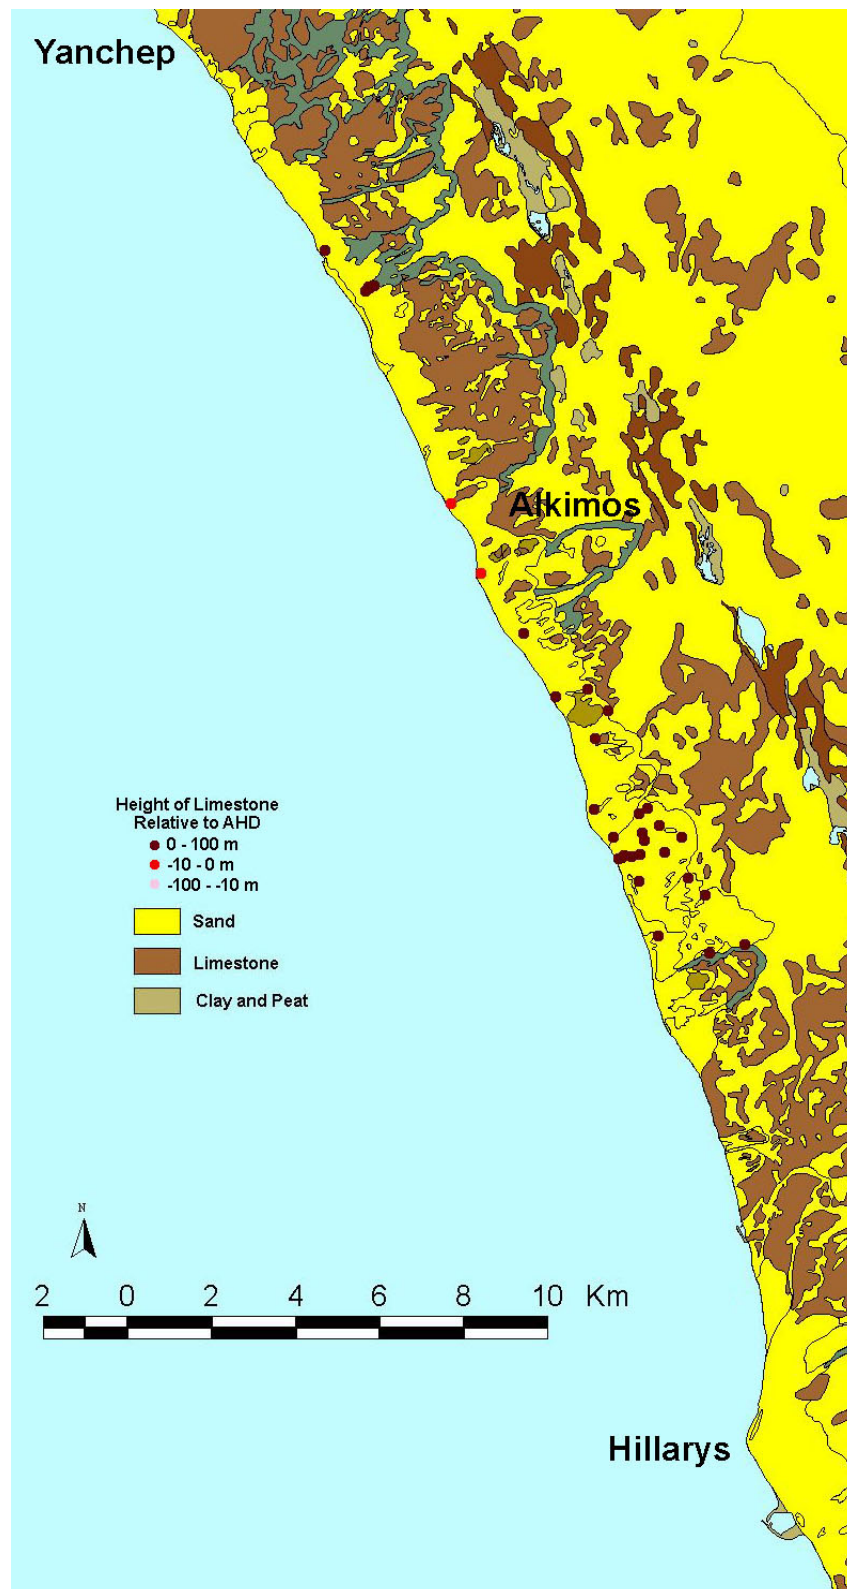 Yanchep
Alkimos
Height of Limestone
Relative to AHD
0 - 100 m
-10 - 0 m
-100 - -10 m
Sand
Limestone
Clay and Peat
N
2 0 2 4 6 8 10 Km
Hillarys